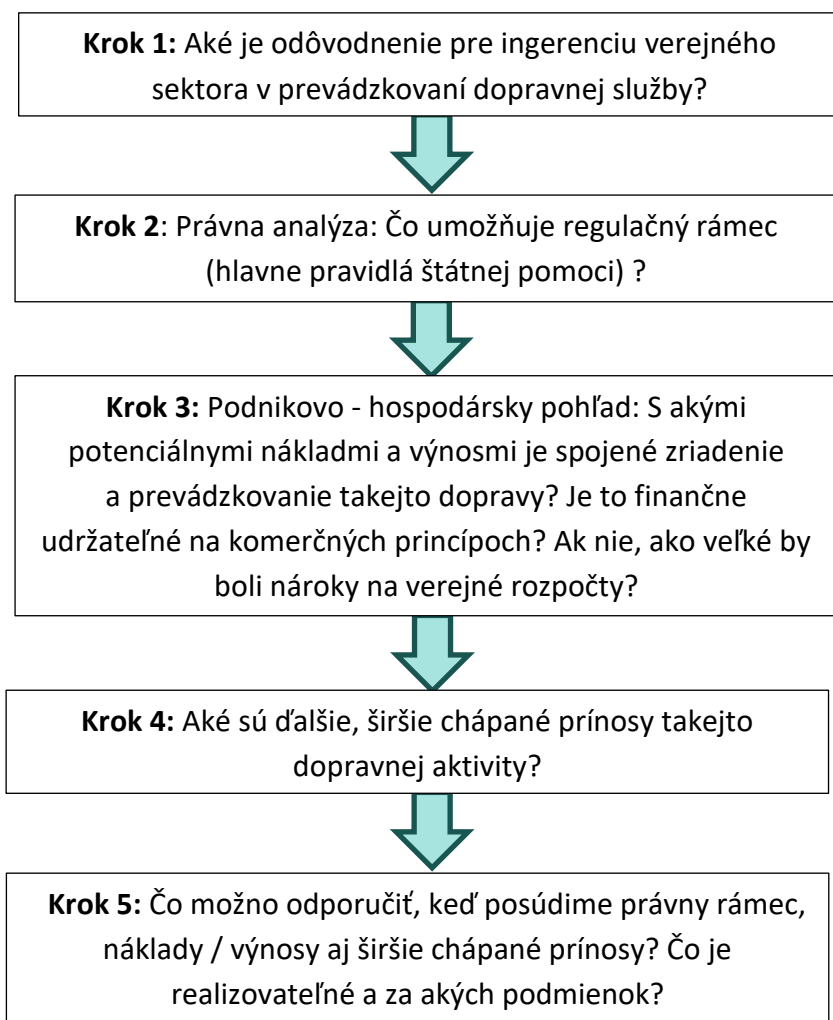 Krok 1: Aké je odôvodnenie pre ingerenciu verejného
sektora v prevádzkovaní dopravnej služby?
Krok 2: Právna analýza: Čo umožňuje regulačný rámec
(hlavne pravidlá štátnej pomoci) ?
Krok 3: Podnikovo - hospodársky pohľad: S akými
potenciálnymi nákladmi a výnosmi je spojené zriadenie
a prevádzkovanie takejto dopravy? Je to finančne
udržateľné na komerčných princípoch? Ak nie, ako veľké by
boli nároky na verejné rozpočty?
Krok 4: Aké sú ďalšie, širšie chápané prínosy takejto
dopravnej aktivity?
Krok 5: Čo možno odporučiť, keď posúdime právny rámec,
náklady / výnosy aj širšie chápané prínosy? Čo je
realizovateľné a za akých podmienok?